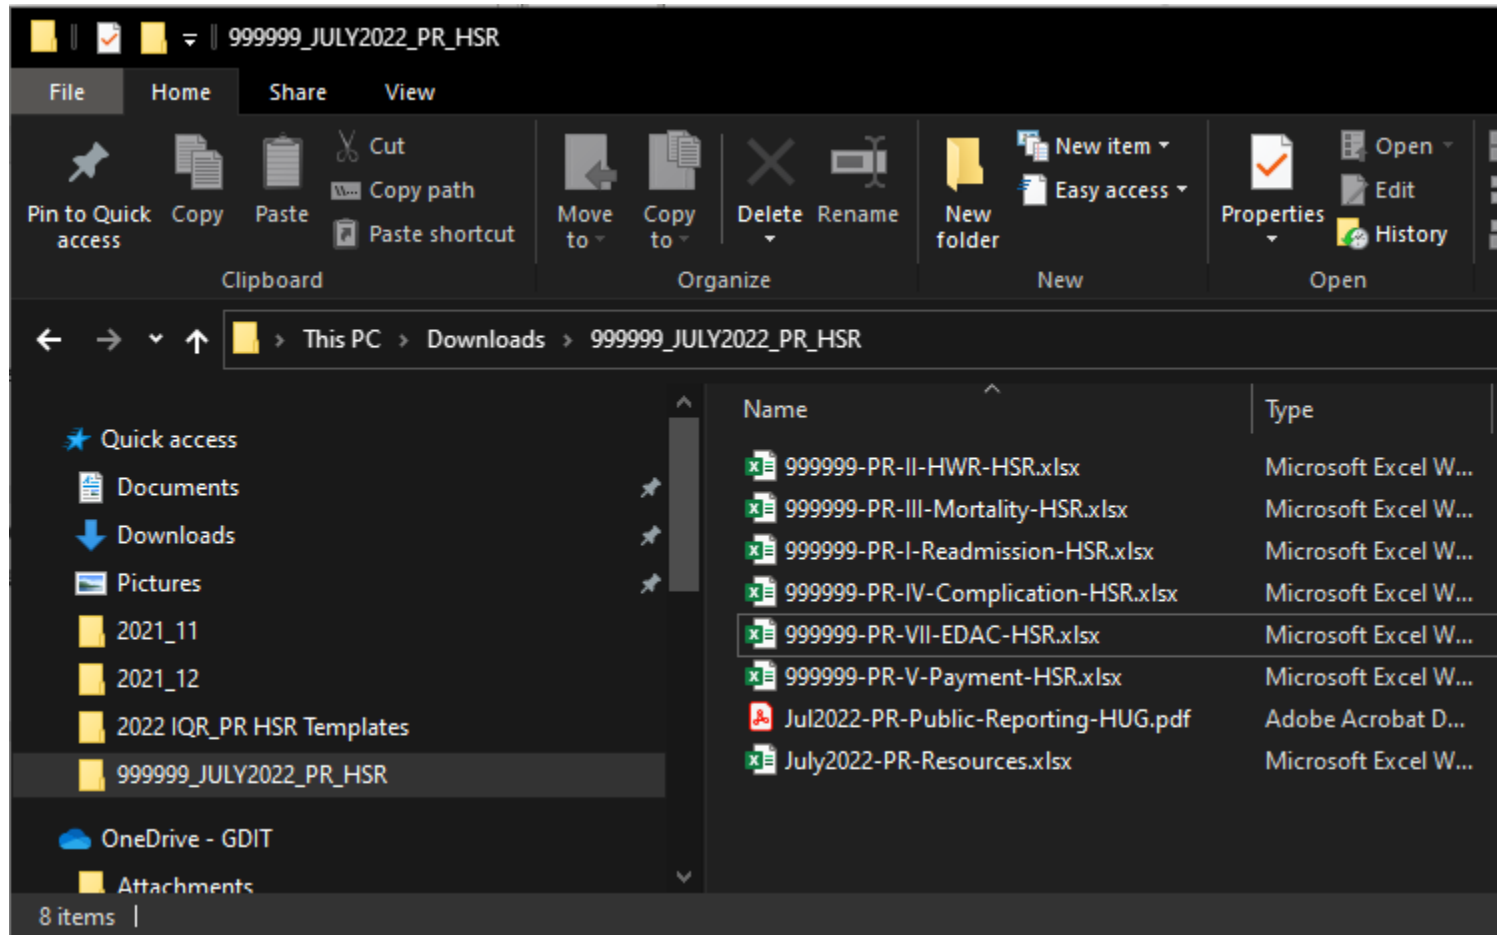 999999_JULY2022_PR_HSR
File Home Share View
Pin to Quick access
Copy
Paste
Cut
Copy path
Paste shortcut
Clipboard
Move to
Copy to
Delete
Rename
Organize
New folder
New item
Easy access
New
Properties
Open
Edit
History
Open
This PC > Downloads > 999999_JULY2022_PR_HSR
Quick access
Documents
Downloads
Pictures
2021_11
2021_12
2022 IQR_PR HSR Templates
999999_JULY2022_PR_HSR
OneDrive - GDIT
Attachments
Name Type
999999-PR-II-HWR-HSR.xlsx Microsoft Excel W...
999999-PR-III-Mortality-HSR.xlsx Microsoft Excel W...
999999-PR-I-Readmission-HSR.xlsx Microsoft Excel W...
999999-PR-IV-Complication-HSR.xlsx Microsoft Excel W...
999999-PR-VII-EDAC-HSR.xlsx Microsoft Excel W...
999999-PR-V-Payment-HSR.xlsx Microsoft Excel W...
Jul2022-PR-Public-Reporting-HUG.pdf Adobe Acrobat D...
July2022-PR-Resources.xlsx Microsoft Excel W...
8 items